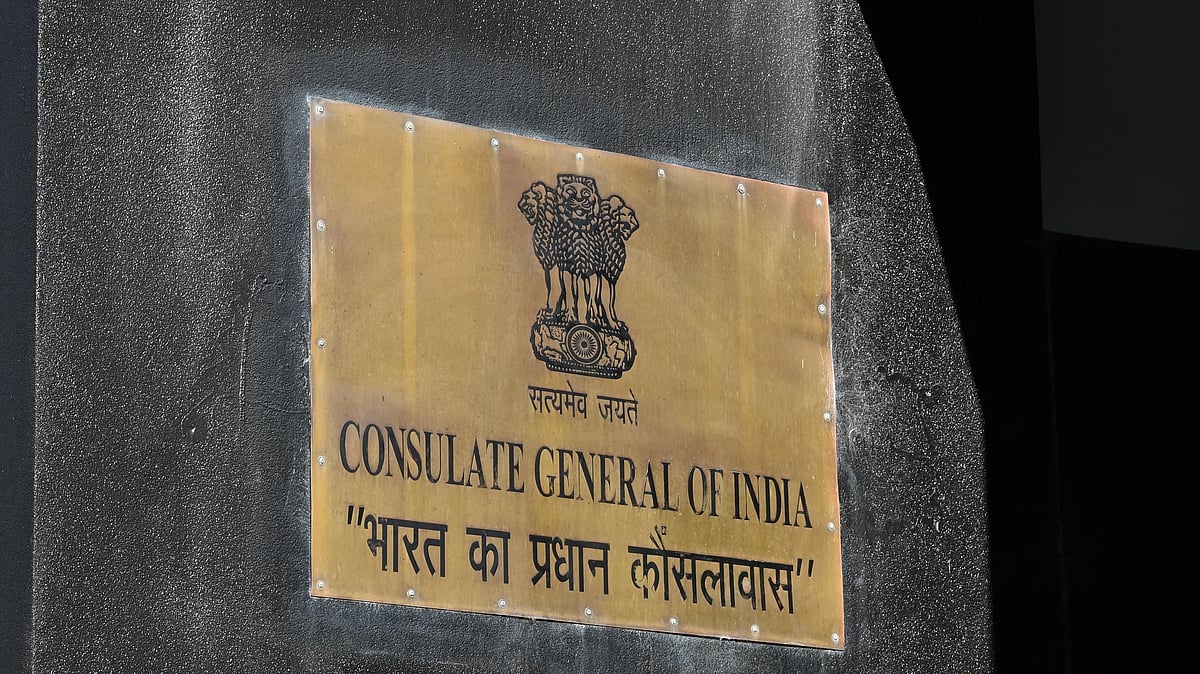 सत्यमेव जयते
CONSULATE GENERAL OF INDIA
"भारत का प्रधान कौंसलावास"